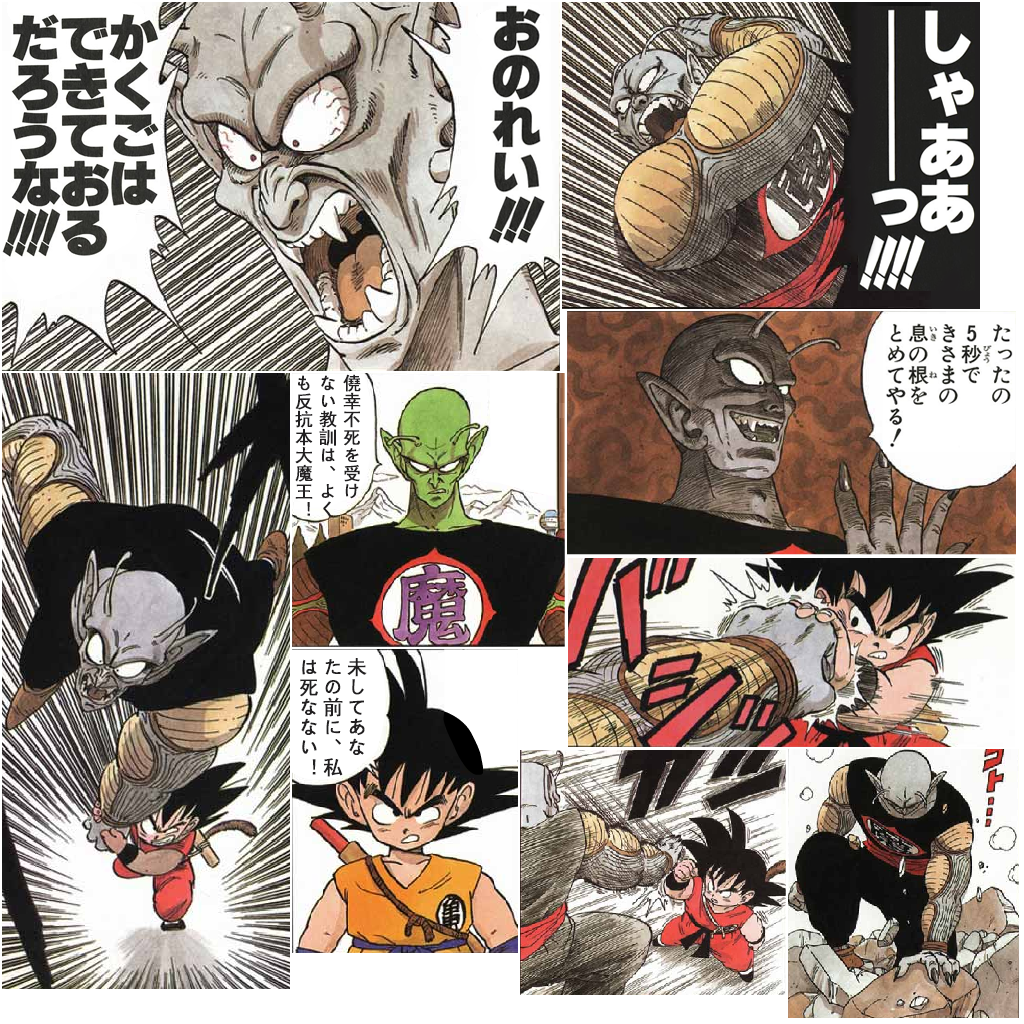 しゃああ
――っ!!!!
おのれい!!!
かくごは
できておる
だろうな!!!!
たったの
5秒で
きさまの
息の根を
とめてやる!
僥幸不死を受け
ない教訓は、よく
も反抗本大魔王!
魔
未してあな
たの前に、私
は死なない!
亀
バシッ
ガッ